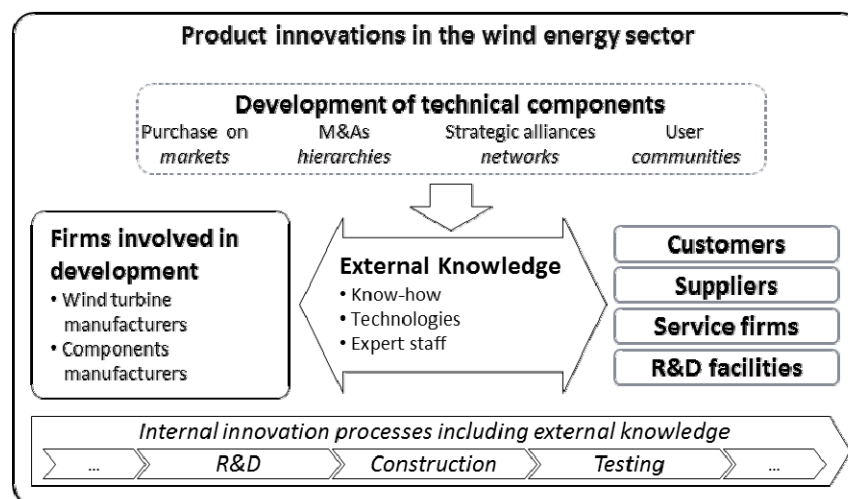 Product innovations in the wind energy sector
Development of technical components
Purchase on markets
M&As hierarchies
Strategic alliances networks
User communities
Firms involved in development
• Wind turbine manufacturers
• Components manufacturers
External Knowledge
• Know-how
• Technologies
• Expert staff
Customers
Suppliers
Service firms
R&D facilities
Internal innovation processes including external knowledge
... R&D Construction Testing ...